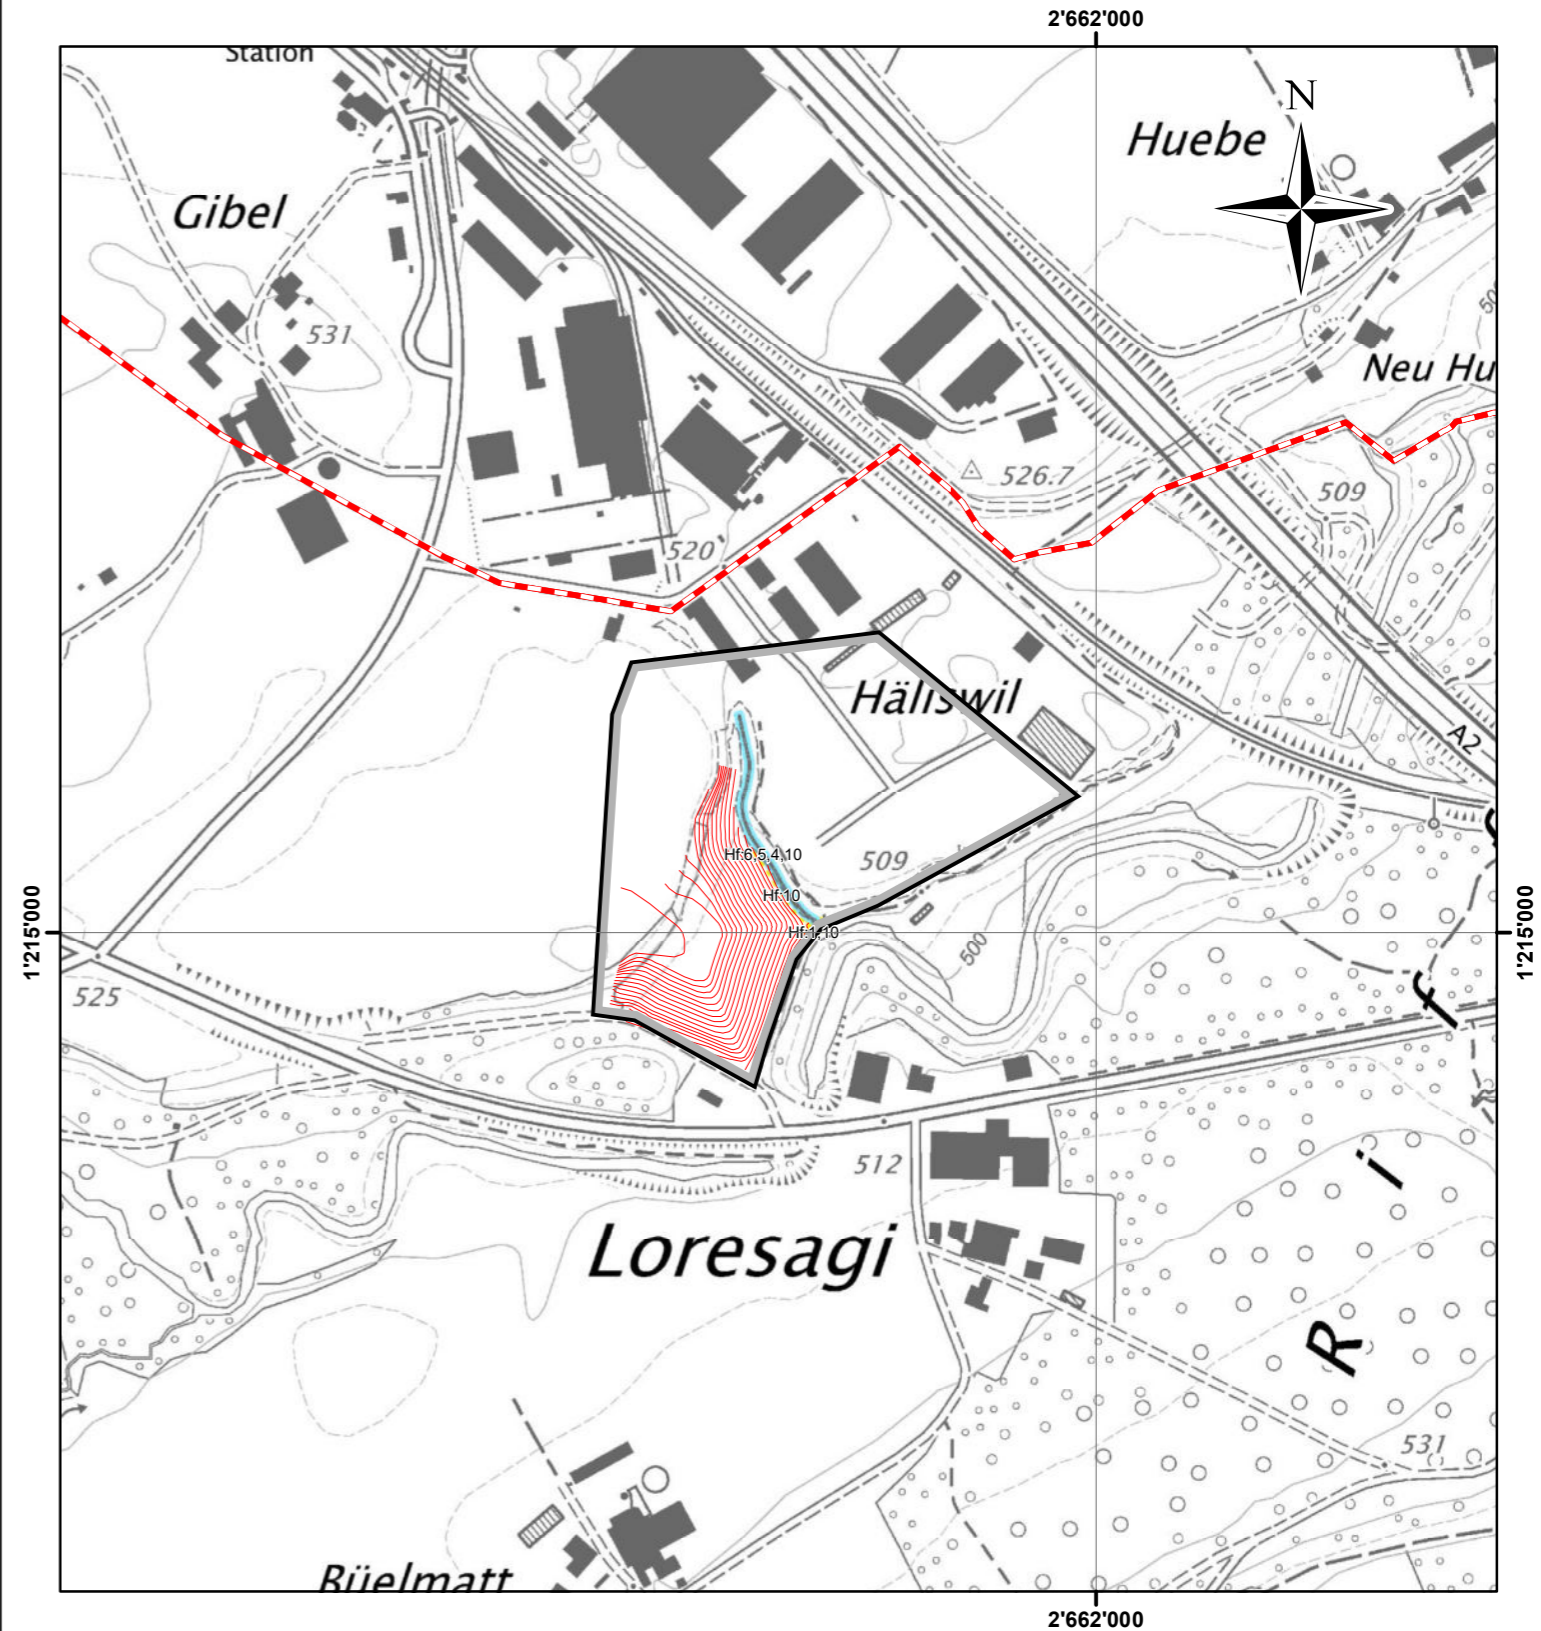 2'662'000
Station
N
Huebe
Gibel
531
Neu Hu
526.7
509
520
Häliswil
A2
Hf:6,5,4,10
509
Hf:10
Hf:1,10
1'215'000
1'215'000
500
525
f
512
i
Loresagi
R
531
Büelmatt
2'662'000